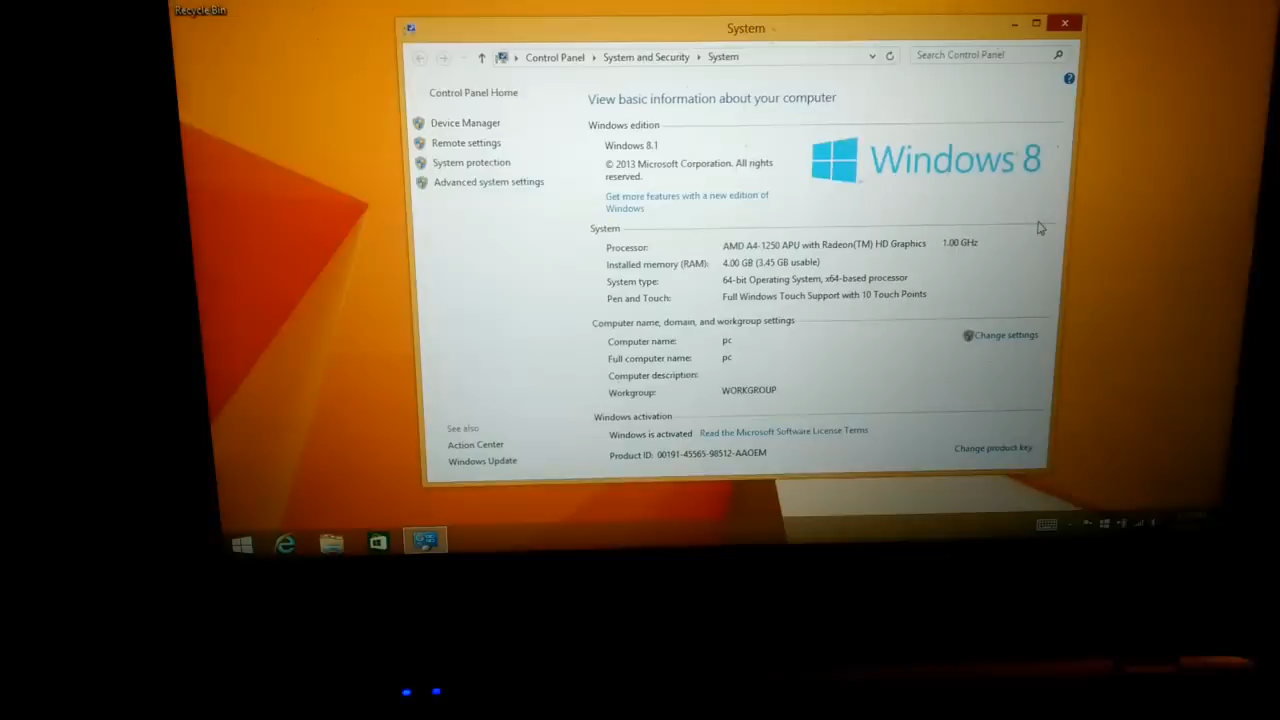 Recycle Bin
System
Control Panel
System and Security
System
Search Control Panel
Control Panel Home
Device Manager
Remote settings
System protection
Advanced system settings
View basic information about your computer
Windows edition
Windows 8.1
© 2013 Microsoft Corporation. All rights
reserved.
Get more features with a new edition of
Windows
Windows 8
System
Processor: AMD A4-1250 APU with Radeon(TM) HD Graphics 1.00 GHz
Installed memory (RAM): 4.00 GB (3.45 GB usable)
System type: 64-bit Operating System, x64-based processor
Pen and Touch: Full Windows Touch Support with 10 Touch Points
Computer name, domain, and workgroup settings
Computer name: pc
Change settings
Full computer name: pc
Computer description:
Workgroup: WORKGROUP
Windows activation
Windows is activated Read the Microsoft Software License Terms
Product ID: 00191-45565-98512-AAOEM
Change product key
See also
Action Center
Windows Update